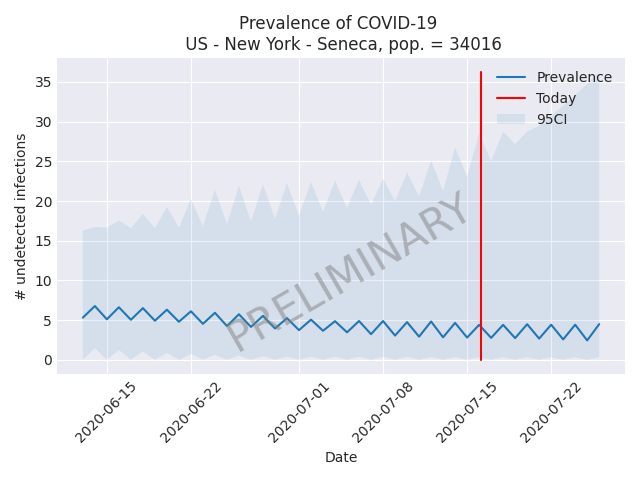 Prevalence of COVID-19
US - New York - Seneca, pop. = 34016
Prevalence
Today
95CI
# undetected infections
35
30
25
20
15
10
5
0
PRELIMINARY
2020-06-15
2020-06-22
2020-07-01
2020-07-08
2020-07-15
2020-07-22
Date